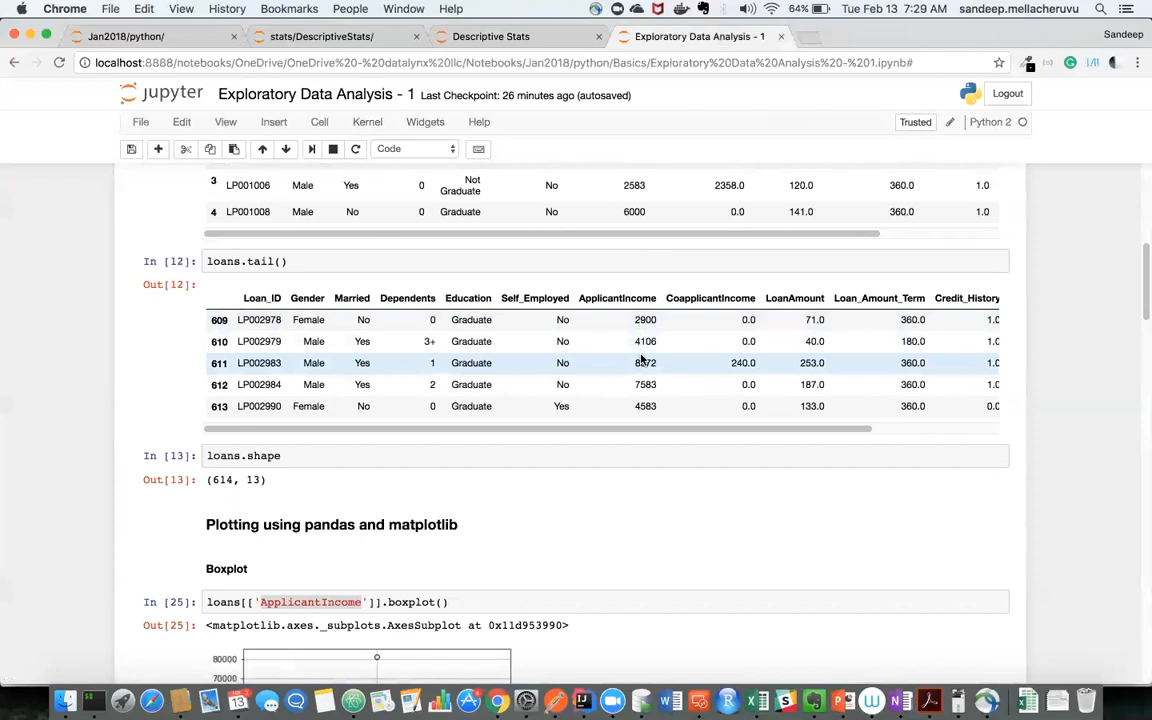 Chrome File Edit View History Bookmarks People Window Help 64% Tue Feb 13 7:29 AM sandeep.mellacheruvu
Jan2018/python/ × stats/DescriptiveStats/ × Descriptive Stats × Exploratory Data Analysis - 1 × Sandeep
localhost:8888/notebooks/OneDrive/OneDrive%20-%20datalynx%20llc/Notebooks/Jan2018/python/Basics/Exploratory%20Data%20Analysis%20-%201.ipynb#
jupyter Exploratory Data Analysis - 1 Last Checkpoint: 26 minutes ago (autosaved) Logout
File Edit View Insert Cell Kernel Widgets Help Trusted Python 2
Code
3 LP001006 Male Yes 0 Not Graduate No 2583 2358.0 120.0 360.0 1.0
4 LP001008 Male No 0 Graduate No 6000 0.0 141.0 360.0 1.0
In [12]: loans.tail()
Out[12]:
Loan_ID Gender Married Dependents Education Self_Employed ApplicantIncome CoapplicantIncome LoanAmount Loan_Amount_Term Credit_History
609 LP002978 Female No 0 Graduate No 2900 0.0 71.0 360.0 1.0
610 LP002979 Male Yes 3+ Graduate No 4106 0.0 40.0 180.0 1.0
611 LP002983 Male Yes 1 Graduate No 240.0 253.0 360.0 1.0
612 LP002984 Male Yes 2 Graduate No 7583 0.0 187.0 360.0 1.0
613 LP002990 Female No 0 Graduate Yes 4583 0.0 133.0 360.0 0.0
In [13]: loans.shape
Out[13]: (614, 13)
Plotting using pandas and matplotlib
Boxplot
In [25]: loans[['ApplicantIncome']].boxplot()
Out[25]: <matplotlib.axes._subplots.AxesSubplot at 0x11d953990>
80000
70000